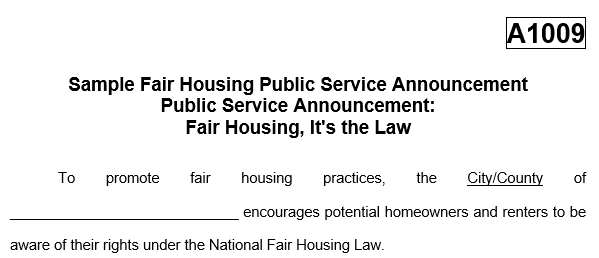 A1009
Sample Fair Housing Public Service Announcement
Public Service Announcement:
Fair Housing, It's the Law
To promote fair housing practices, the City/County of
____________________________ encourages potential homeowners and renters to be
aware of their rights under the National Fair Housing Law.